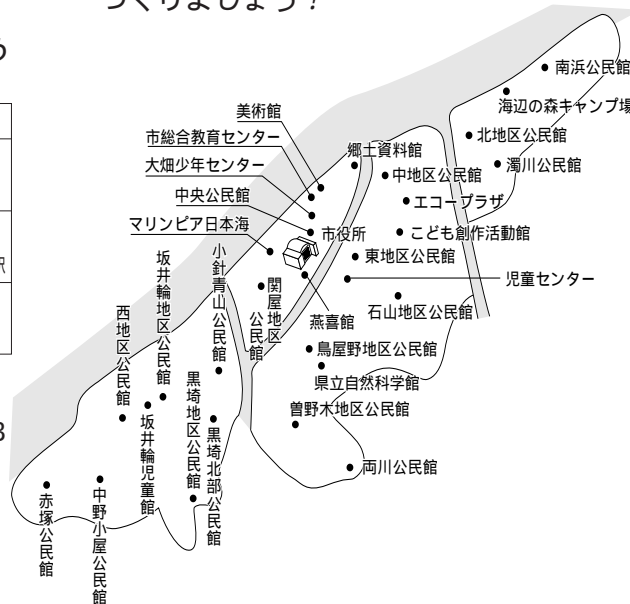 つくりましょう！
南浜公民館
海辺の森キャンプ場
美術館
北地区公民館
市総合教育センター
郷土資料館
濁川公民館
大畑少年センター
中地区公民館
中央公民館
エコープラザ
マリンピア日本海
市役所
こども創作活動館
東地区公民館
児童センター
小針青山公民館
坂井輪地区公民館
関屋地区
公民館
石山地区公民館
西地区公民館
燕喜館
鳥屋野地区公民館
黒埼地区公民館
県立自然科学館
曽野木地区公民館
坂井輪児童館
黒埼北部公民館
両川公民館
赤塚公民館
中野小屋公民館